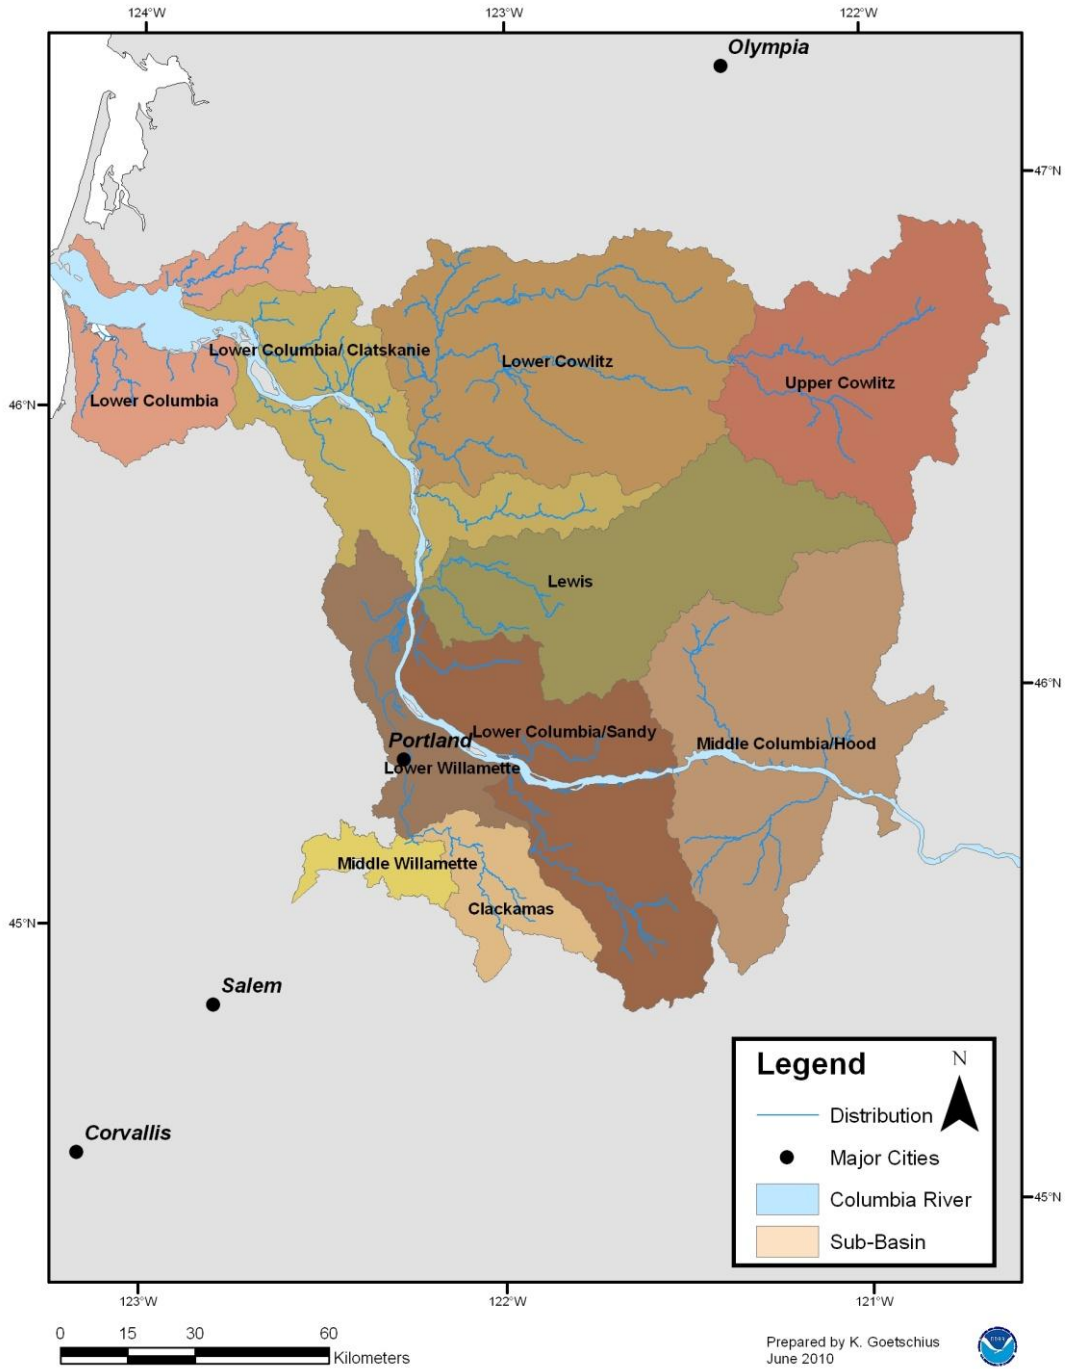 124°W 123°W 122°W
Olympia
47°N
Lower Columbia/ Clatskanie
Lower Cowlitz
Upper Cowlitz
Lower Columbia
46°N
Lewis
46°N
Lower Columbia/Sandy
Portland
Middle Columbia/Hood
Lower Willamette
Middle Willamette
Clackamas
45°N
Salem
Legend
N
Distribution
Corvallis
Major Cities
Columbia River
45°N
Sub-Basin
123°W 122°W 121°W
0 15 30 60
Kilometers
Prepared by K. Goetschius
June 2010